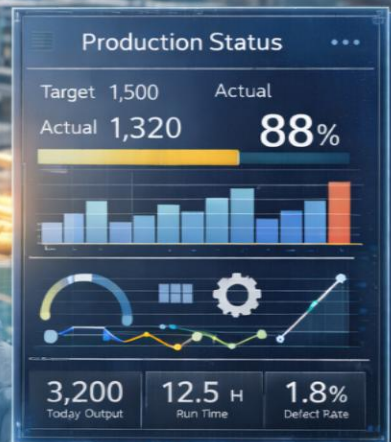 Production Status
Target 1,500 Actual
Actual 1,320 88%
3,200 12.5 H 1.8%
Today Output Run Time Defect Rate